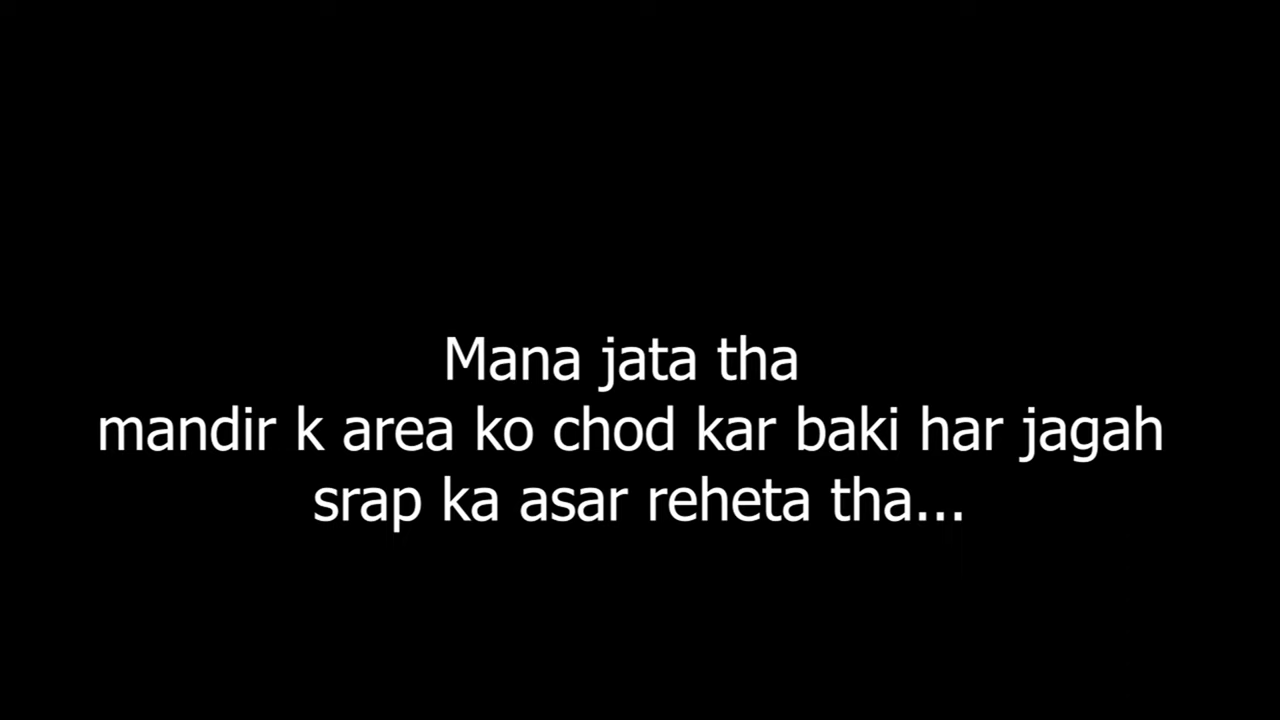 Mana jata tha
mandir k area ko chod kar baki har jagah
srap ka asar reheta tha...